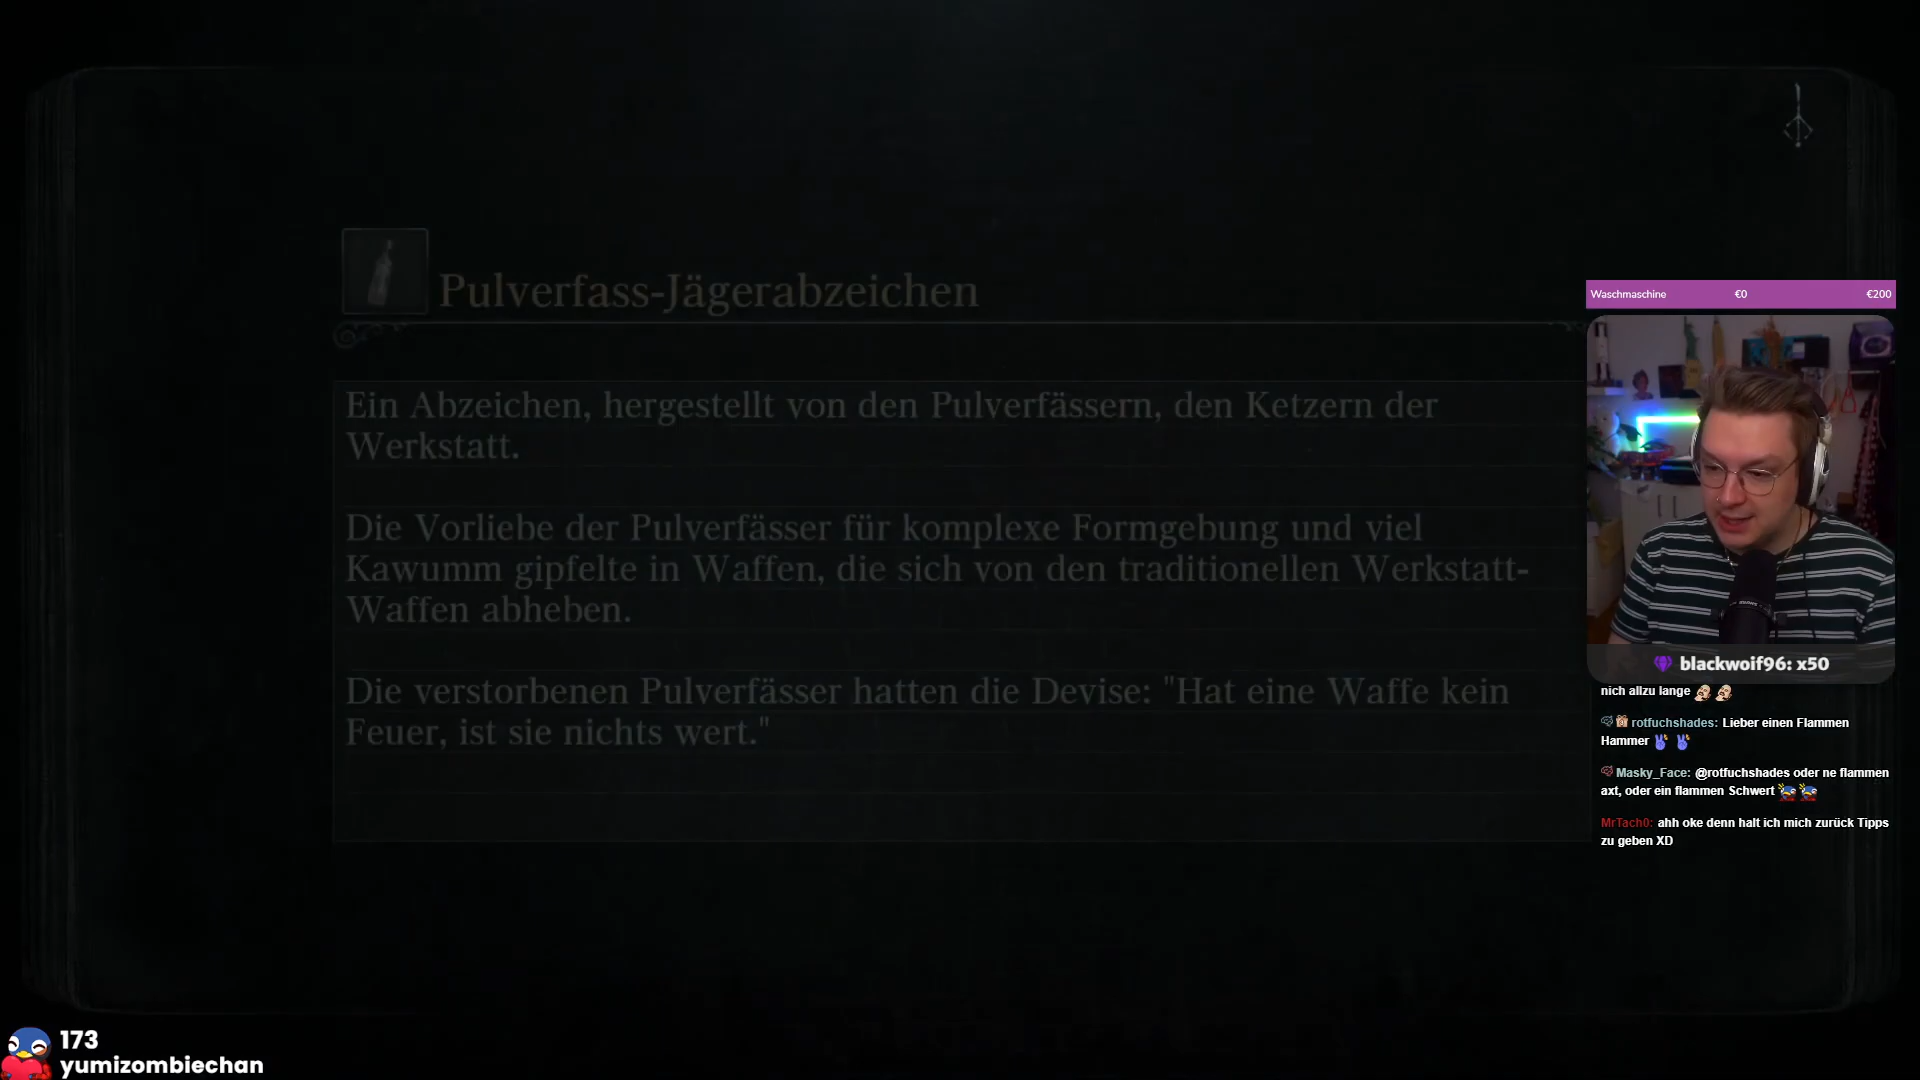 Pulverfass-Jägerabzeichen
Ein Abzeichen, hergestellt von den Pulverfässern, den Ketzern der
Werkstatt.
Die Vorliebe der Pulverfässer für komplexe Formgebung und viel
Kawumm gipfelte in Waffen, die sich von den traditionellen Werkstatt-
Waffen abheben.
Die verstorbenen Pulverfässer hatten die Devise: "Hat eine Waffe kein
Feuer, ist sie nichts wert."
Waschmaschine €0 €200
blackwoif96: x50
nich allzu lange
rotfuchshades: Lieber einen Flammen
Hammer
Masky_Face: @rotfuchshades oder ne flammen
axt, oder ein flammen Schwert
MrTach0: ahh oke denn halt ich mich zurück Tipps
zu geben XD
173
yumizombiechan